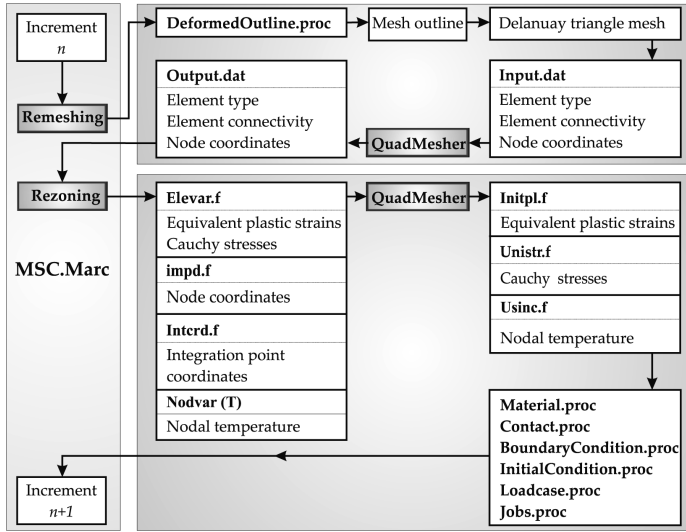 Increment
n
Remeshing
DeformedOutline.proc
Mesh outline
Delanuay triangle mesh
Output.dat
Element type
Element connectivity
Node coordinates
QuadMesher
Input.dat
Element type
Element connectivity
Node coordinates
Rezoning
MSC.Marc
Elevar.f
Equivalent plastic strains
Cauchy stresses
impd.f
Node coordinates
Intcrd.f
Integration point
coordinates
Nodvar (T)
Nodal temperature
QuadMesher
Initpl.f
Equivalent plastic strains
Unistr.f
Cauchy stresses
Usinc.f
Nodal temperature
Material.proc
Contact.proc
BoundaryCondition.proc
InitialCondition.proc
Loadcase.proc
Jobs.proc
Increment
n+1